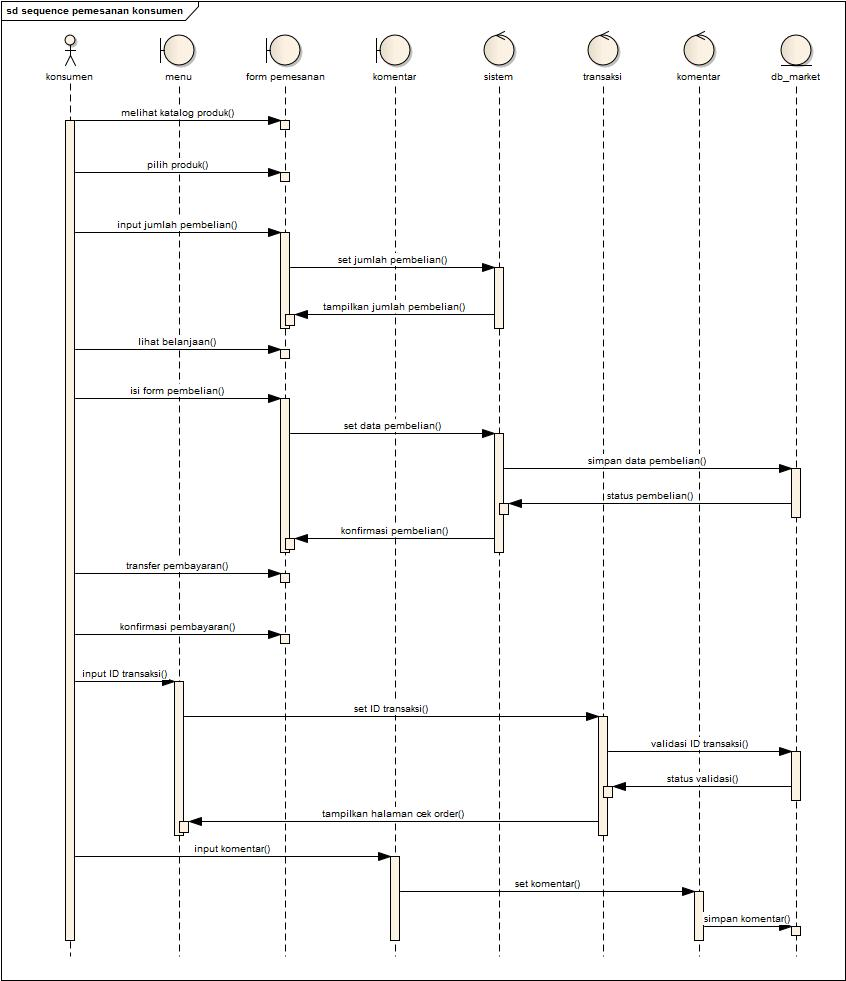 sd sequence pemesanan konsumen
konsumen
menu
form pemesanan
komentar
sistem
transaksi
komentar
db_market
melihat katalog produk()
pilih produk()
input jumlah pembelian()
set jumlah pembelian()
tampilkan jumlah pembelian()
lihat belanjaan()
isi form pembelian()
set data pembelian()
simpan data pembelian()
status pembelian()
konfirmasi pembelian()
transfer pembayaran()
konfirmasi pembayaran()
input ID transaksi()
set ID transaksi()
validasi ID transaksi()
status validasi()
tampilkan halaman cek order()
input komentar()
set komentar()
simpan komentar()